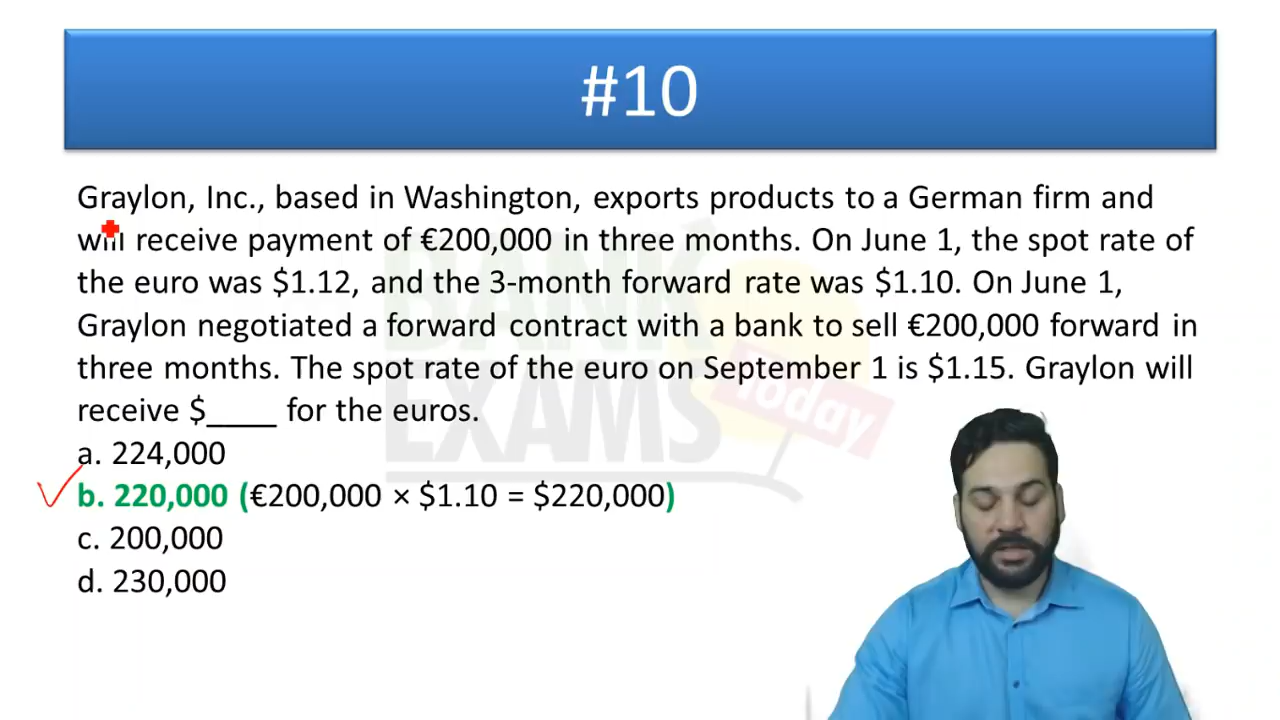 #10
Graylon, Inc., based in Washington, exports products to a German firm and
will receive payment of €200,000 in three months. On June 1, the spot rate of
the euro was $1.12, and the 3-month forward rate was $1.10. On June 1,
Graylon negotiated a forward contract with a bank to sell €200,000 forward in
three months. The spot rate of the euro on September 1 is $1.15. Graylon will
receive $____ for the euros.
a. 224,000
b. 220,000 (€200,000 × $1.10 = $220,000)
c. 200,000
d. 230,000
BANK
EXAMS
Today